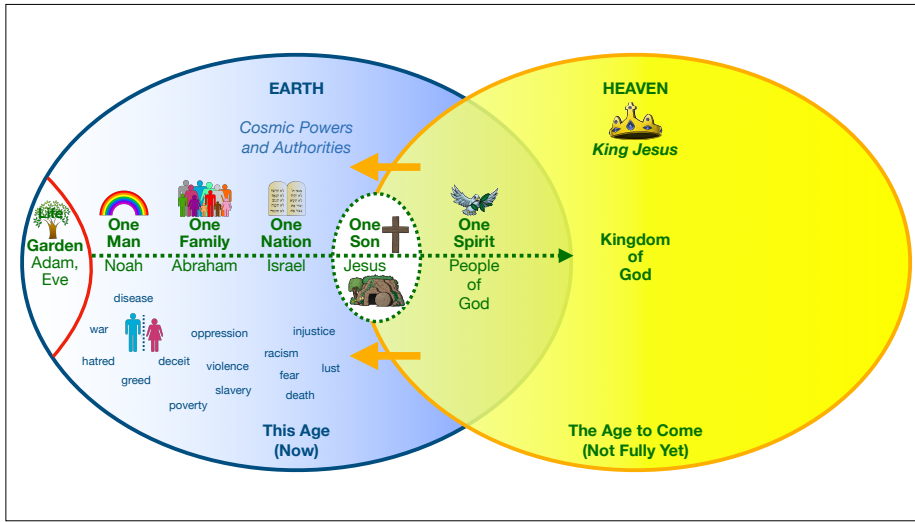 EARTH
HEAVEN
Cosmic Powers
and Authorities
King Jesus
Life
Garden
Adam,
Eve
One
Man
Noah
One
Family
Abraham
One
Nation
Israel
One
Son
Jesus
One
Spirit
People
of
God
Kingdom
of
God
disease
war
oppression
injustice
hatred
deceit
racism
violence
fear
lust
greed
slavery
death
poverty
This Age
(Now)
The Age to Come
(Not Fully Yet)